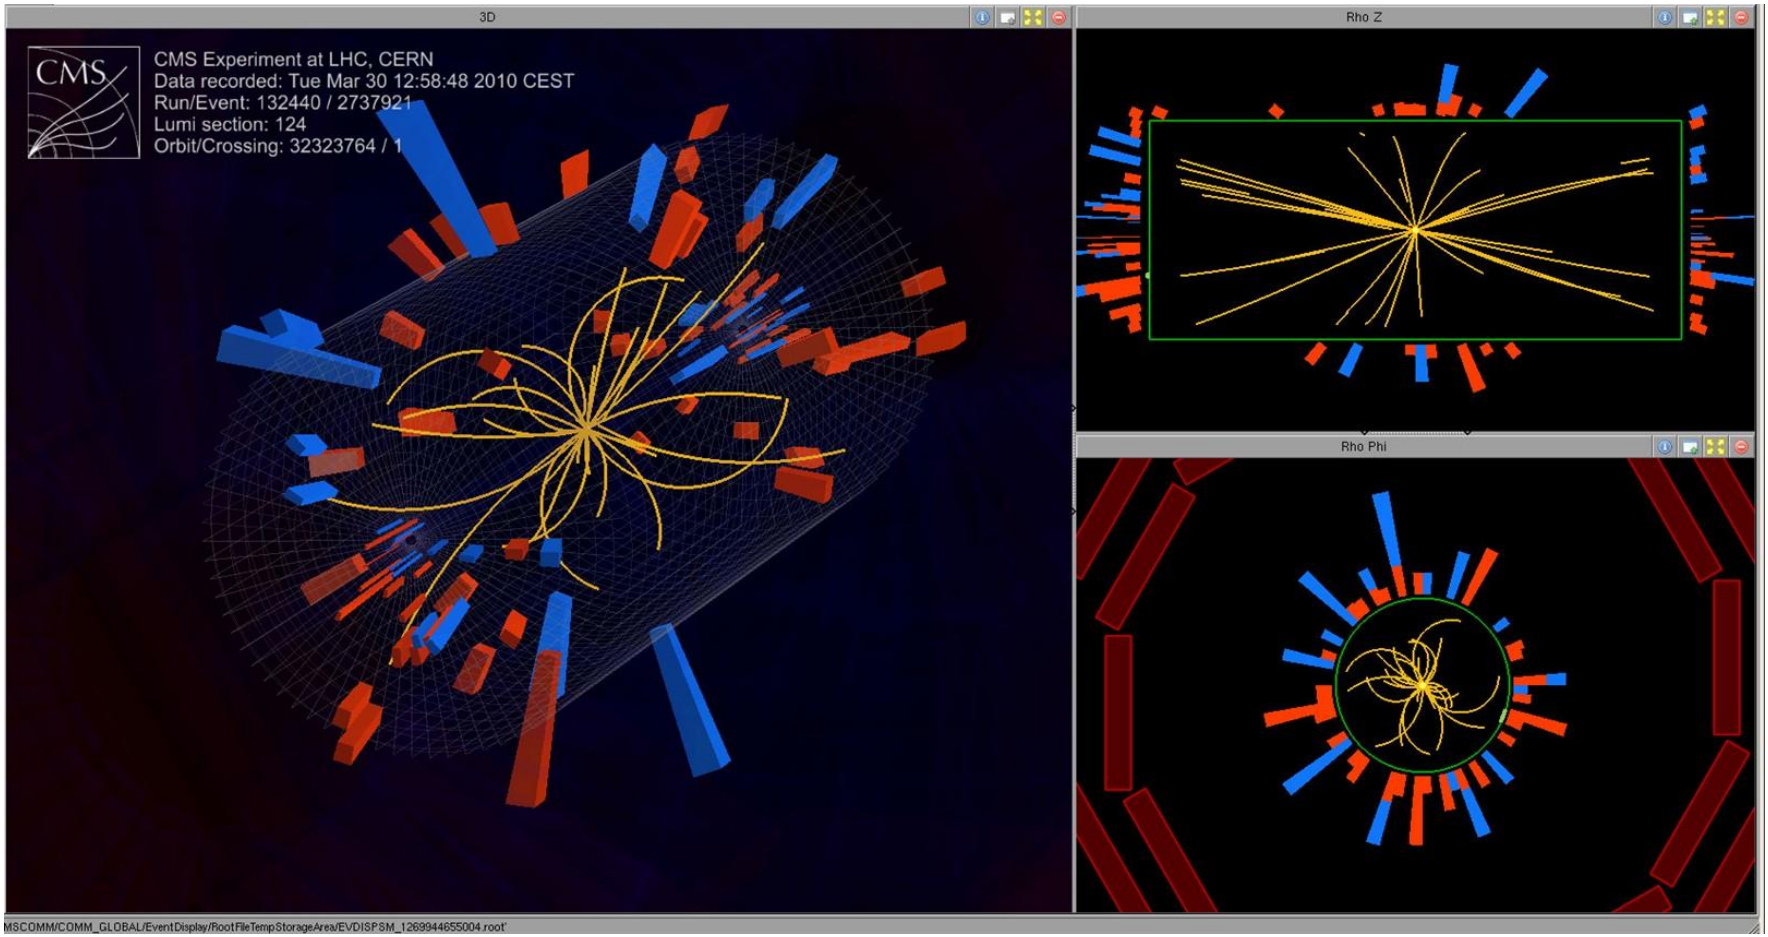 3D
CMS
CMS Experiment at LHC, CERN
Data recorded: Tue Mar 30 12:58:48 2010 CEST
Run/Event: 132440 / 2737921
Lumi section: 124
Orbit/Crossing: 32323764 / 1
Rho Z
Rho Phi
MSCOMM/COMM_GLOBAL/EventDisplay/RootFileTempStorageArea/EVDISPSM_1269944655004.root'